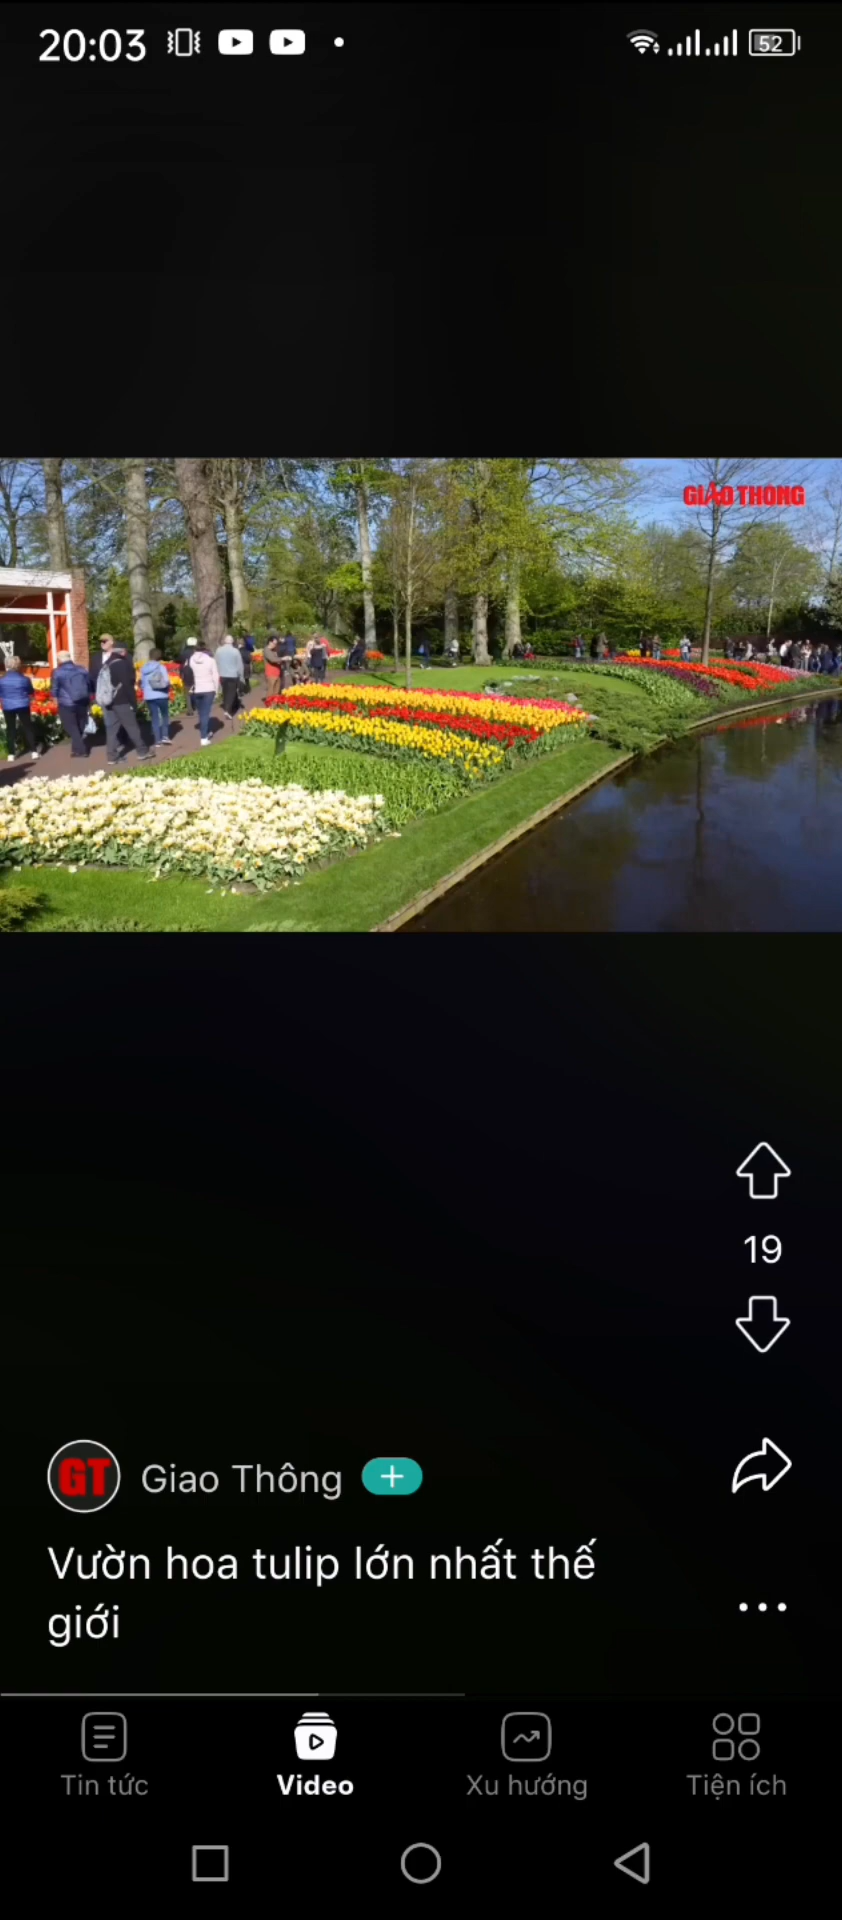 20:03
52
GIAO THONG
19
GT Giao Thông
Vườn hoa tulip lớn nhất thế
giới
Tin tức
Video
Xu hướng
Tiện ích